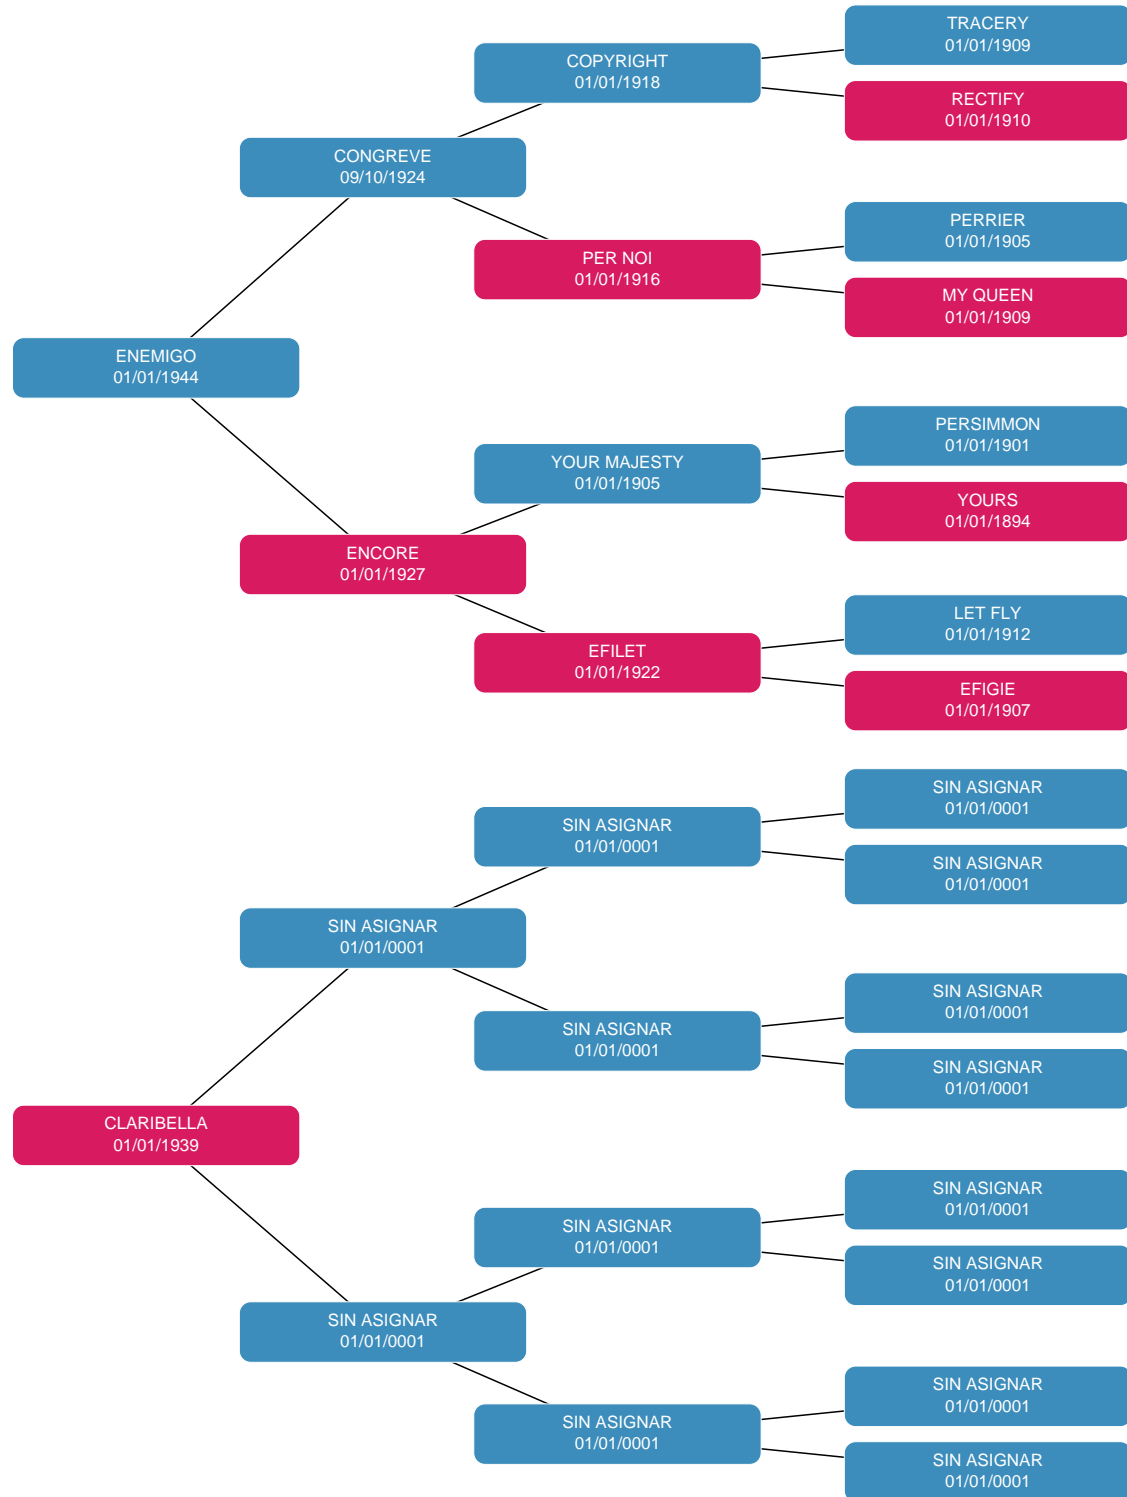 TRACERY
01/01/1909
COPYRIGHT
01/01/1918
RECTIFY
01/01/1910
CONGREVE
09/10/1924
PERRIER
01/01/1905
PER NOI
01/01/1916
MY QUEEN
01/01/1909
ENEMIGO
01/01/1944
PERSIMMON
01/01/1901
YOUR MAJESTY
01/01/1905
YOURS
01/01/1894
ENCORE
01/01/1927
LET FLY
01/01/1912
EFILET
01/01/1922
EFIGIE
01/01/1907
SIN ASIGNAR
01/01/0001
SIN ASIGNAR
01/01/0001
SIN ASIGNAR
01/01/0001
SIN ASIGNAR
01/01/0001
SIN ASIGNAR
01/01/0001
SIN ASIGNAR
01/01/0001
SIN ASIGNAR
01/01/0001
CLARIBELLA
01/01/1939
SIN ASIGNAR
01/01/0001
SIN ASIGNAR
01/01/0001
SIN ASIGNAR
01/01/0001
SIN ASIGNAR
01/01/0001
SIN ASIGNAR
01/01/0001
SIN ASIGNAR
01/01/0001
SIN ASIGNAR
01/01/0001